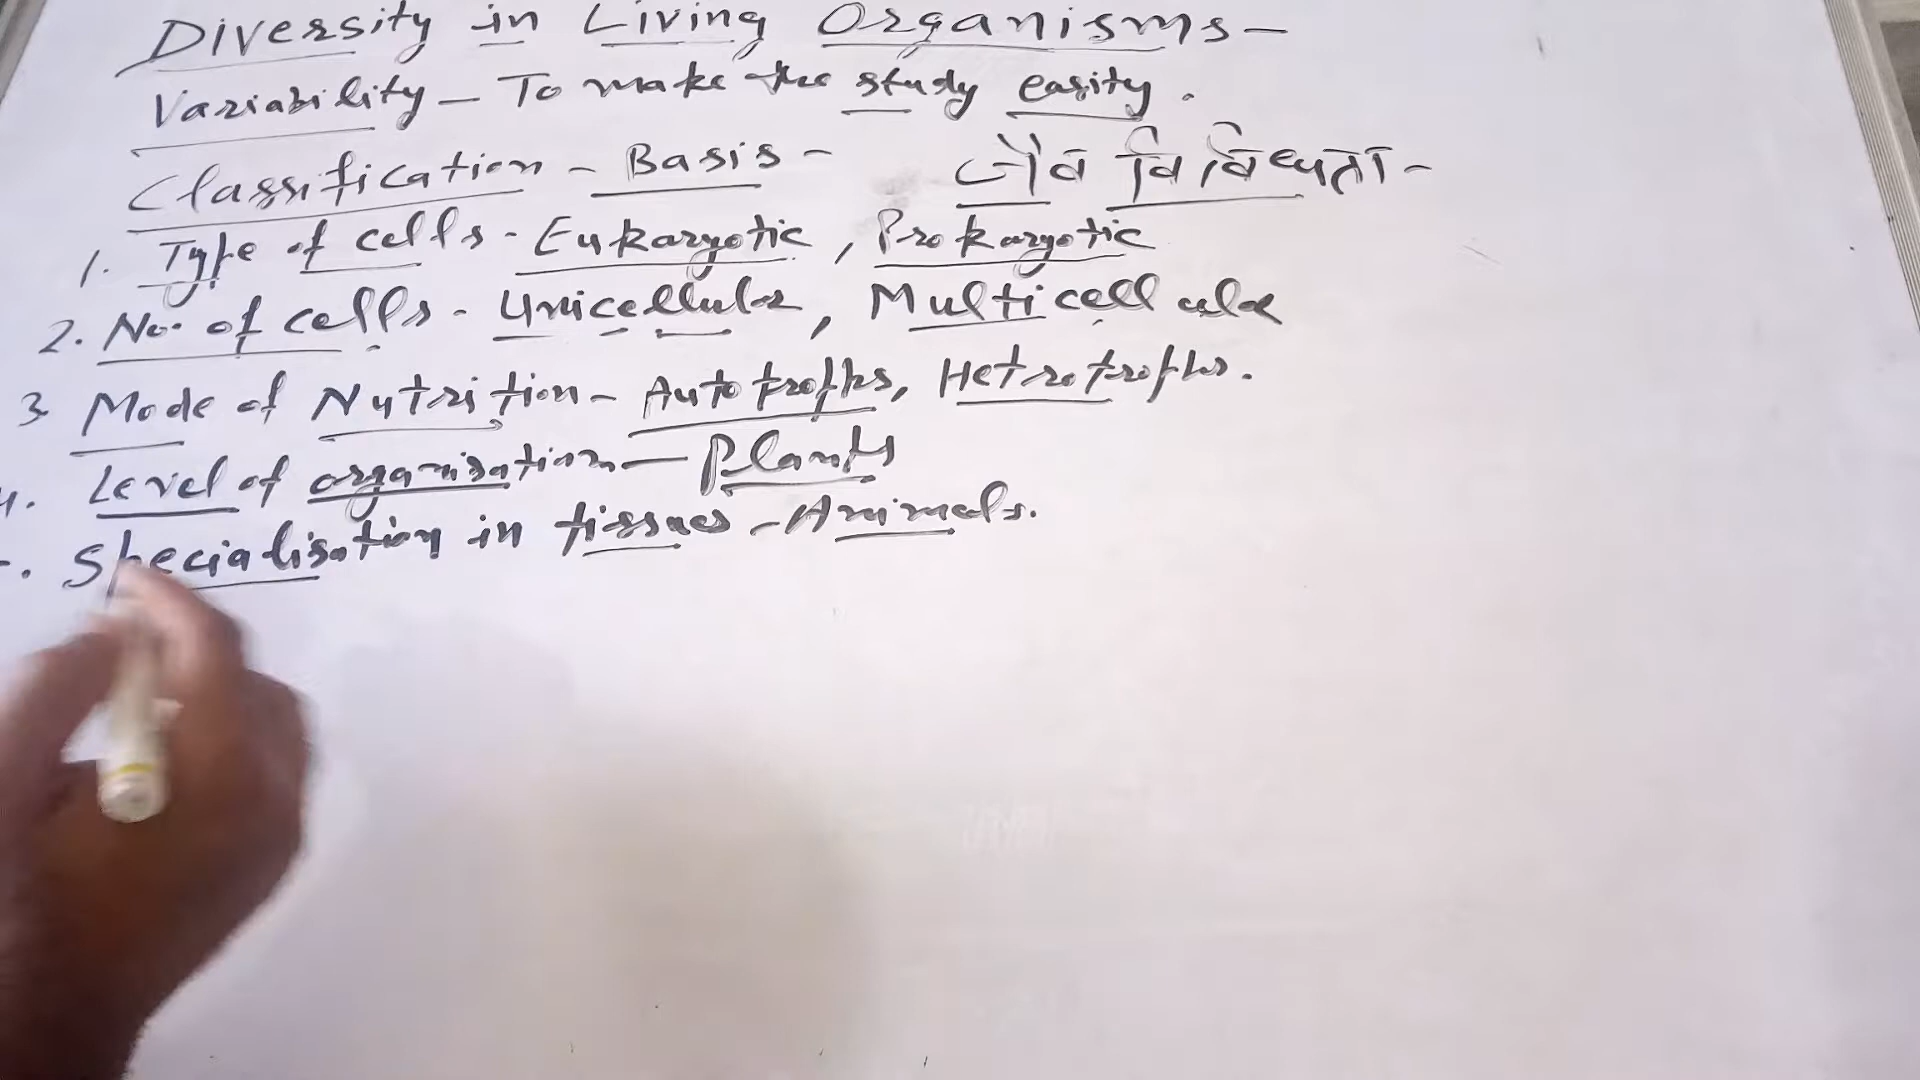 Diversity in Living Organisms -
Variability - To make the study easity.
Classification - Basis - जैव विविधता -
1. Type of cells - Eukaryotic, Prokaryotic
2. No. of cells - Unicellular, Multicellular
3 Mode of Nutrition - Autotrophs, Hetrotrophs.
4. Level of organisation - Plants
. Specialisation in tissues - Animals.